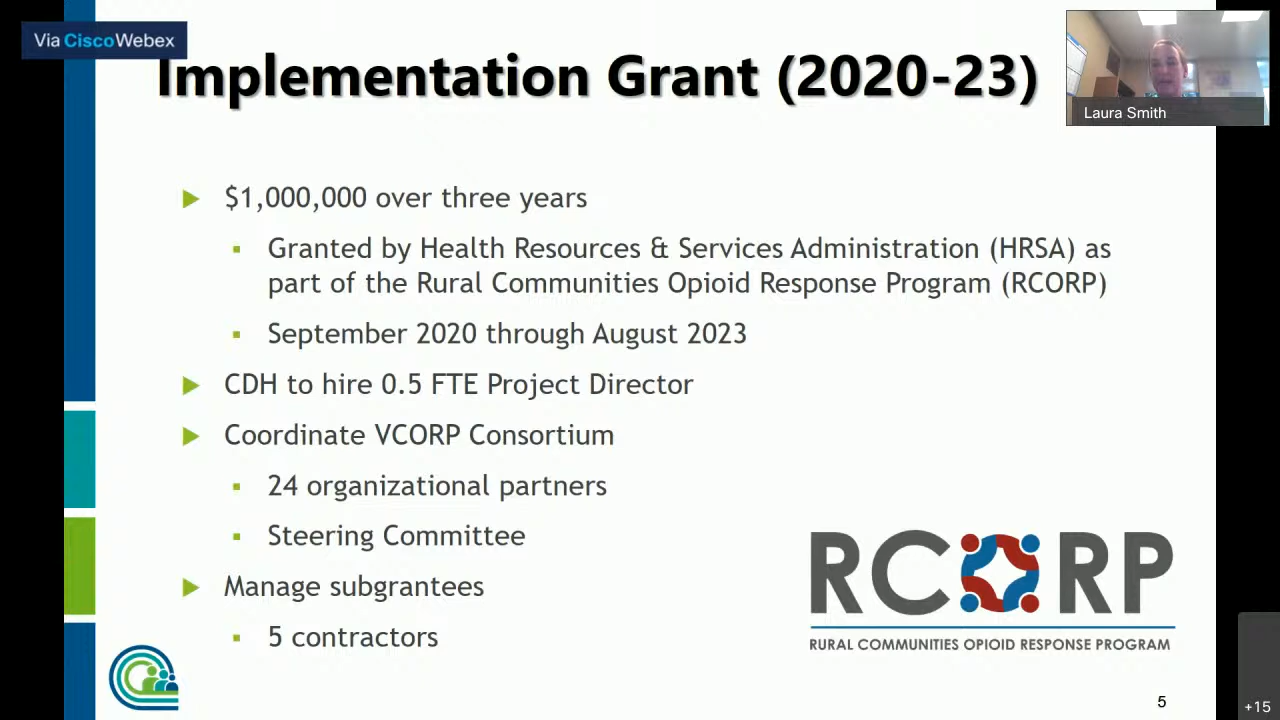 Via CiscoWebex
Implementation Grant (2020-23)
Laura Smith
$1,000,000 over three years
Granted by Health Resources & Services Administration (HRSA) as
part of the Rural Communities Opioid Response Program (RCORP)
September 2020 through August 2023
CDH to hire 0.5 FTE Project Director
Coordinate VCORP Consortium
24 organizational partners
Steering Committee
Manage subgrantees
5 contractors
RCORP
RURAL COMMUNITIES OPIOID RESPONSE PROGRAM
5
+15